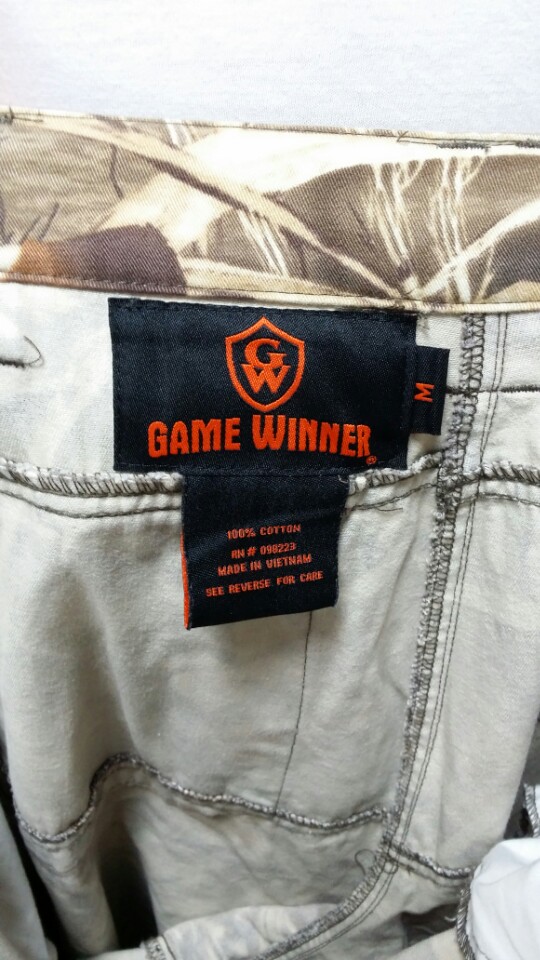 GW
GAME WINNER®
M
100% COTTON
RN # 098223
MADE IN VIETNAM
SEE REVERSE FOR CARE